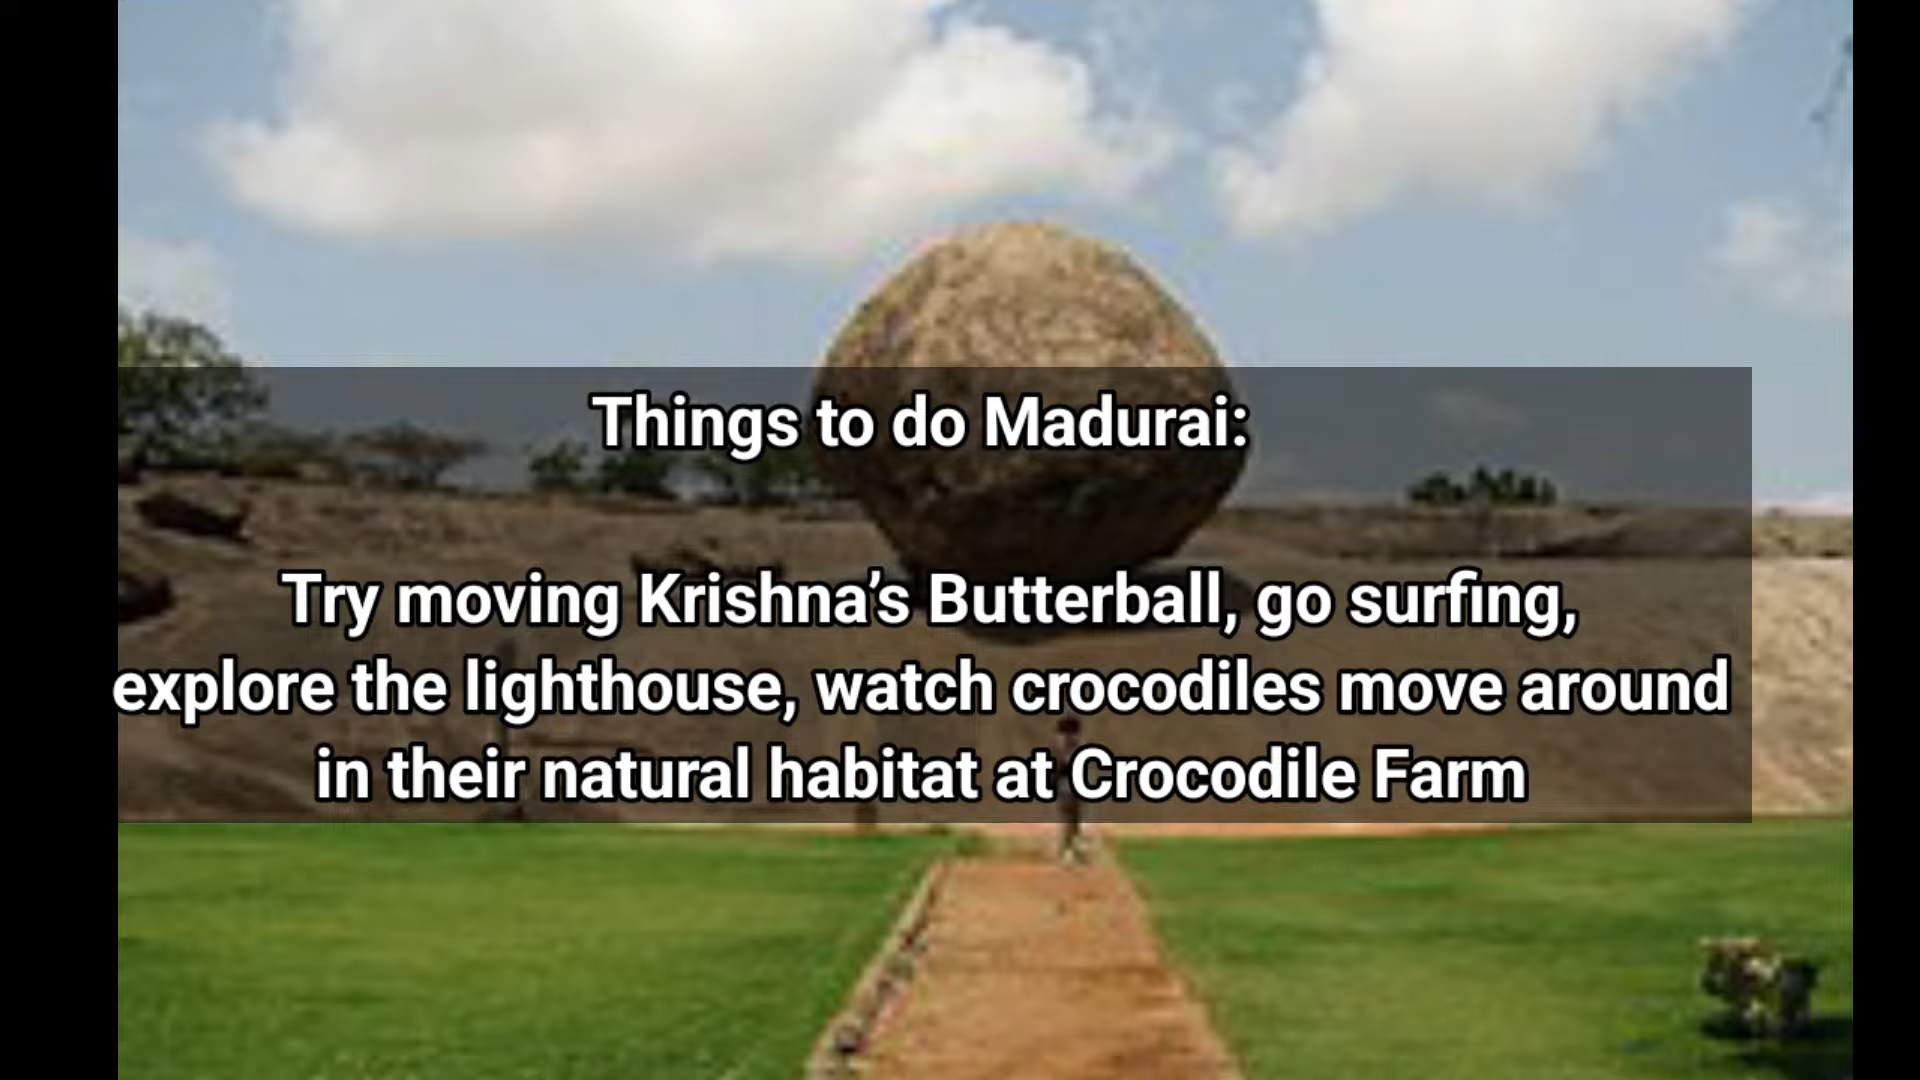 Things to do Madurai:
Try moving Krishna’s Butterball, go surfing,
explore the lighthouse, watch crocodiles move around
in their natural habitat at Crocodile Farm